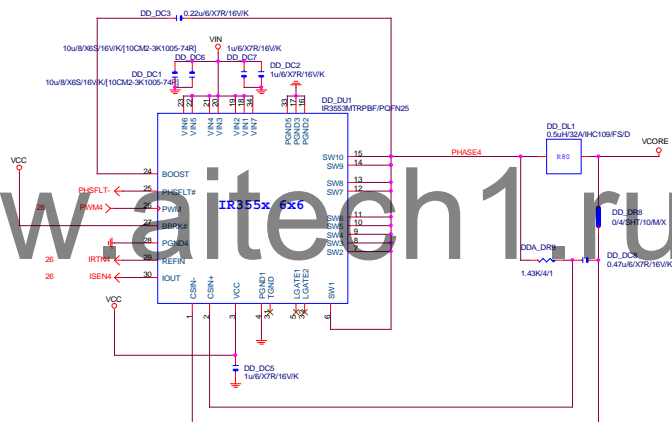 DD_DC3 0.22u/6/X7R/16V/K
VIN
10u/8/X6S/16V/K/[10CM2-3K1005-74R]
1u/6/X7R/16V/K
DD_DC6
DD_DC7
DD_DC1
10u/8/X6S/16V/K/[10CM2-3K1005-74R]
DD_DC2
1u/6/X7R/16V/K
DD_DU1
IR3553MTRPBF/PQFN25
23 22 21 20 19 18 34 33 17 16
VIN6 VIN5 VIN4 VIN3 VIN2 VIN1 VIN7 PGND5 PGND3 PGND2
DD_DL1
0.5uH/32A/IHC109/FS/D
R80
VCORE
PHASE4
VCC
24 BOOST
PHSFLT- 25 PHSFLT#
26 PWM4 26 PWM
27 BBRK#
28 PGND4
26 IRTN4 29 REFIN
26 ISEN4 30 IOUT
IR355x 6x6
SW10 15
SW9 14
SW8 13
SW7 12
SW6 11
SW5 10
SW4 9
SW3 8
SW2 7
DD_DR8
0/4/SHT/10/M/X
DDA_DR9
1.43K/4/1
DD_DC8
0.47u/6/X7R/16V/K
CSIN- CSIN+ VCC PGND1 TGND LGATE1 LGATE2 SW1
1 2 3 4 5 6
VCC
DD_DC5
1u/6/X7R/16V/K
w.aitech1.ru